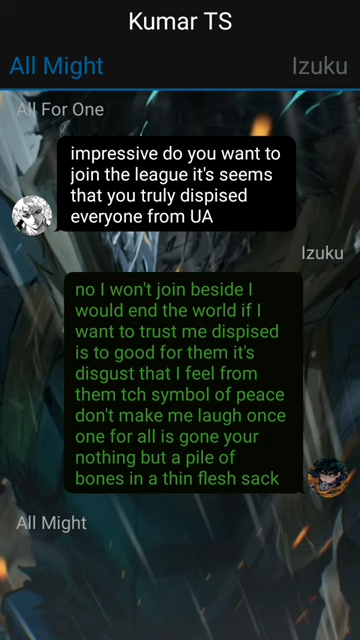 Kumar TS
All Might Izuku
All For One
impressive do you want to
join the league it's seems
that you truly dispised
everyone from UA
Izuku
no I won't join beside I
would end the world if I
want to trust me dispised
is to good for them it's
disgust that I feel from
them tch symbol of peace
don't make me laugh once
one for all is gone your
nothing but a pile of
bones in a thin flesh sack
All Might